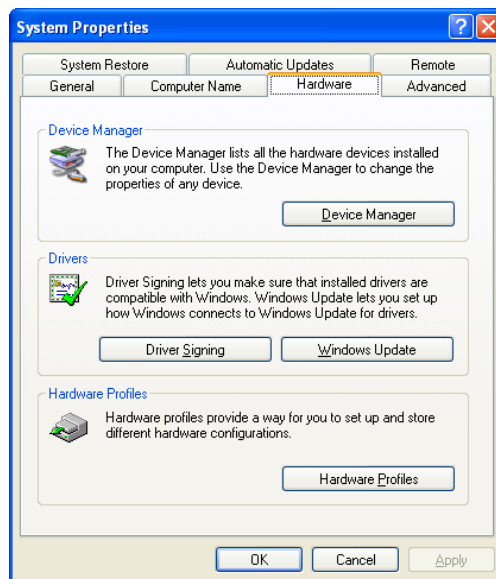 System Properties
System Restore Automatic Updates Remote
General Computer Name Hardware Advanced
Device Manager
The Device Manager lists all the hardware devices installed
on your computer. Use the Device Manager to change the
properties of any device.
Device Manager
Drivers
Driver Signing lets you make sure that installed drivers are
compatible with Windows. Windows Update lets you set up
how Windows connects to Windows Update for drivers.
Driver Signing Windows Update
Hardware Profiles
Hardware profiles provide a way for you to set up and store
different hardware configurations.
Hardware Profiles
OK Cancel Apply